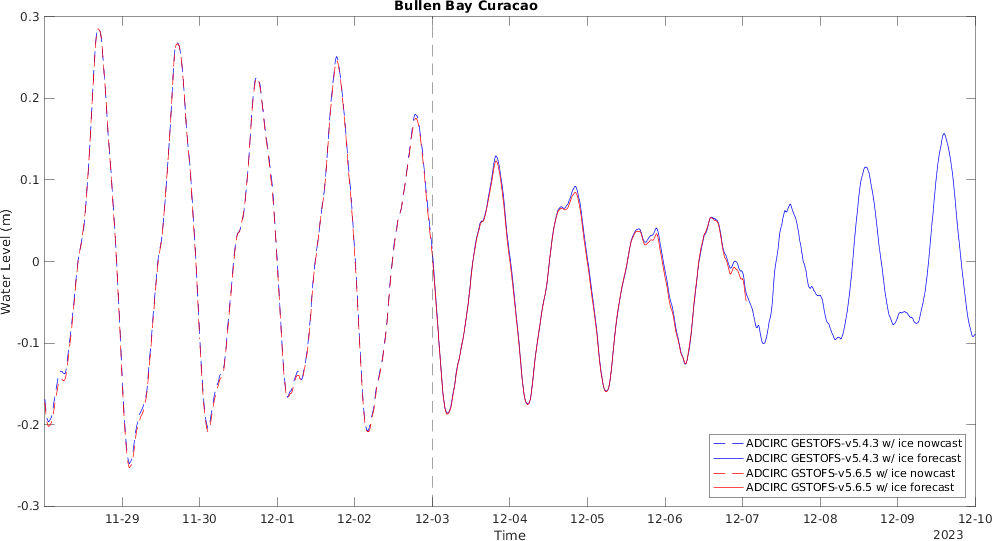 Bullen Bay Curacao
Water Level (m)
0.3
0.2
0.1
0
-0.1
-0.2
-0.3
11-29
11-30
12-01
12-02
12-03
12-04
12-05
12-06
12-07
12-08
12-09
12-10
Time
2023
ADCIRC GESTOFS-v5.4.3 w/ ice nowcast
ADCIRC GESTOFS-v5.4.3 w/ ice forecast
ADCIRC GSTOFS-v5.6.5 w/ ice nowcast
ADCIRC GSTOFS-v5.6.5 w/ ice forecast